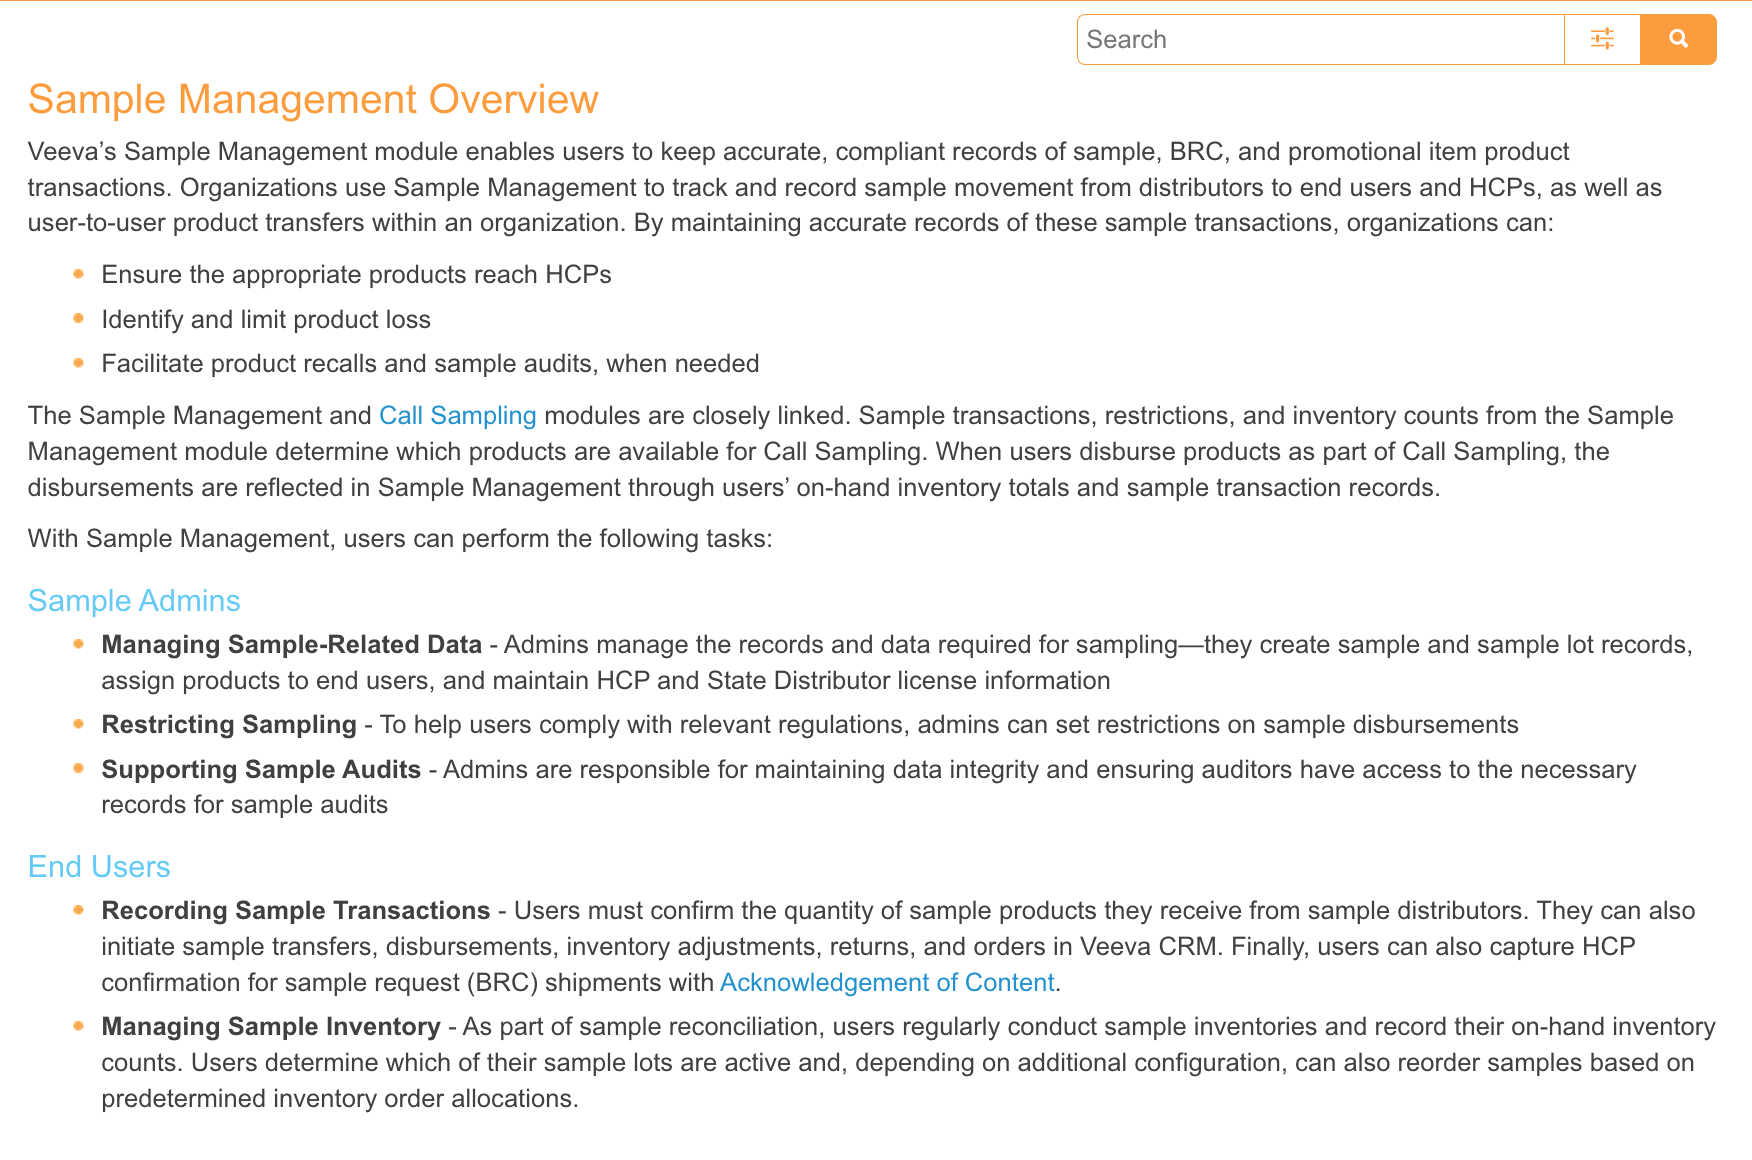 Search
Sample Management Overview
Veeva’s Sample Management module enables users to keep accurate, compliant records of sample, BRC, and promotional item product
transactions. Organizations use Sample Management to track and record sample movement from distributors to end users and HCPs, as well as
user-to-user product transfers within an organization. By maintaining accurate records of these sample transactions, organizations can:
Ensure the appropriate products reach HCPs
Identify and limit product loss
Facilitate product recalls and sample audits, when needed
The Sample Management and Call Sampling modules are closely linked. Sample transactions, restrictions, and inventory counts from the Sample
Management module determine which products are available for Call Sampling. When users disburse products as part of Call Sampling, the
disbursements are reflected in Sample Management through users’ on-hand inventory totals and sample transaction records.
With Sample Management, users can perform the following tasks:
Sample Admins
Managing Sample-Related Data - Admins manage the records and data required for sampling—they create sample and sample lot records,
assign products to end users, and maintain HCP and State Distributor license information
Restricting Sampling - To help users comply with relevant regulations, admins can set restrictions on sample disbursements
Supporting Sample Audits - Admins are responsible for maintaining data integrity and ensuring auditors have access to the necessary
records for sample audits
End Users
Recording Sample Transactions - Users must confirm the quantity of sample products they receive from sample distributors. They can also
initiate sample transfers, disbursements, inventory adjustments, returns, and orders in Veeva CRM. Finally, users can also capture HCP
confirmation for sample request (BRC) shipments with Acknowledgement of Content.
Managing Sample Inventory - As part of sample reconciliation, users regularly conduct sample inventories and record their on-hand inventory
counts. Users determine which of their sample lots are active and, depending on additional configuration, can also reorder samples based on
predetermined inventory order allocations.